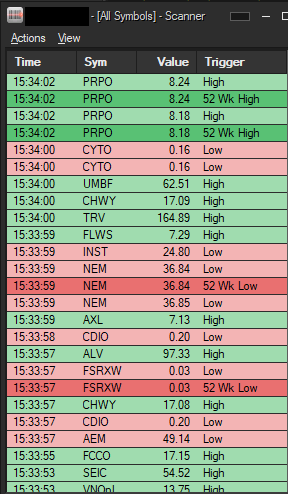 - [All Symbols] - Scanner
Actions View
Time Sym Value Trigger
15:34:02 PRPO 8.24 High
15:34:02 PRPO 8.24 52 Wk High
15:34:02 PRPO 8.18 High
15:34:02 PRPO 8.18 52 Wk High
15:34:00 CYTO 0.16 Low
15:34:00 CYTO 0.16 Low
15:34:00 UMBF 62.51 High
15:34:00 CHWY 17.09 High
15:34:00 TRV 164.89 High
15:33:59 FLWS 7.29 High
15:33:59 INST 24.80 Low
15:33:59 NEM 36.84 Low
15:33:59 NEM 36.84 52 Wk Low
15:33:59 NEM 36.85 Low
15:33:59 AXL 7.13 High
15:33:58 CDIO 0.20 Low
15:33:57 ALV 97.33 High
15:33:57 FSRXW 0.03 Low
15:33:57 FSRXW 0.03 52 Wk Low
15:33:57 CHWY 17.08 High
15:33:57 CDIO 0.20 Low
15:33:57 AEM 49.14 Low
15:33:55 FCCO 17.15 High
15:33:53 SEIC 54.52 High
15:33:53 13.75 High